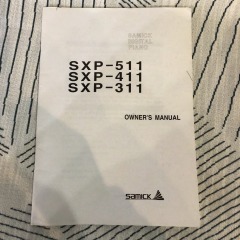 SAMICK
DIGITAL
PIANO
SXP-511
SXP-411
SXP-311
OWNER'S MANUAL
SAMICK